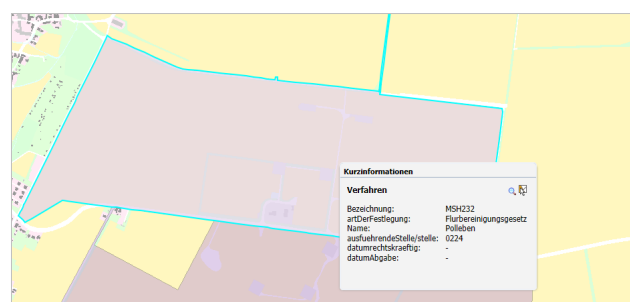 Kurzinformationen
Verfahren
Bezeichnung: MSH232
artDerFestlegung: Flurbereinigungsgesetz
Name: Polleben
ausfuehrendeStelle/stelle: 0224
datumrechtskraeftig: -
datumAbgabe: -